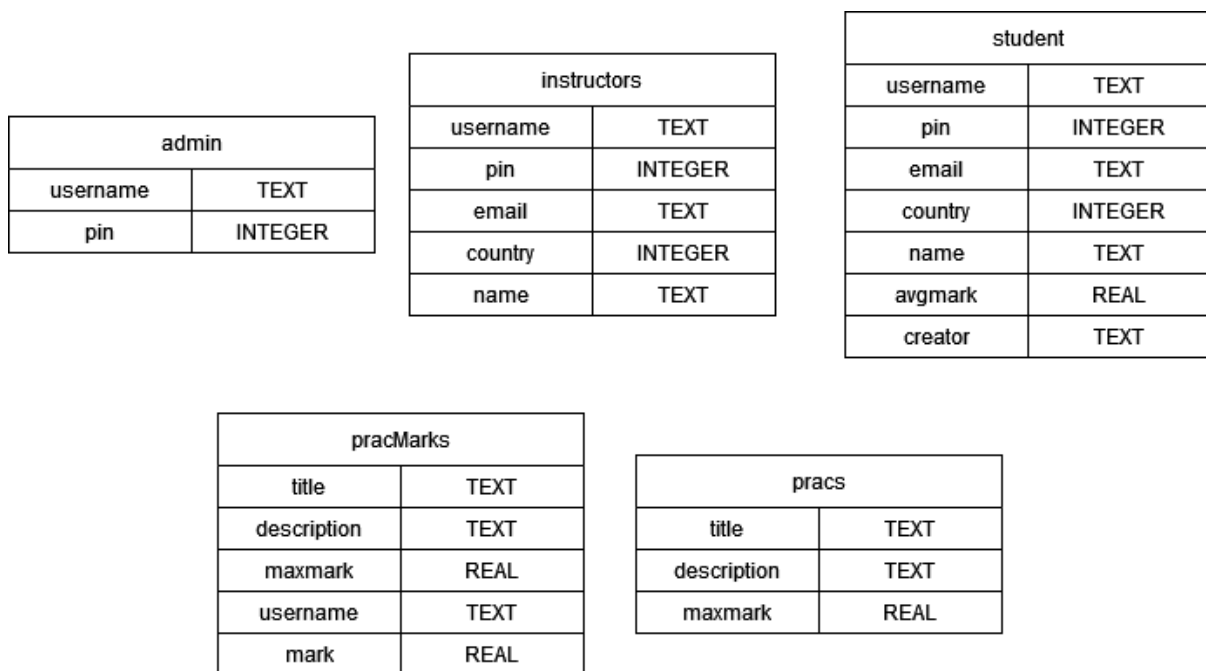 admin
username TEXT
pin INTEGER
instructors
username TEXT
pin INTEGER
email TEXT
country INTEGER
name TEXT
student
username TEXT
pin INTEGER
email TEXT
country INTEGER
name TEXT
avgmark REAL
creator TEXT
pracMarks
title TEXT
description TEXT
maxmark REAL
username TEXT
mark REAL
pracs
title TEXT
description TEXT
maxmark REAL